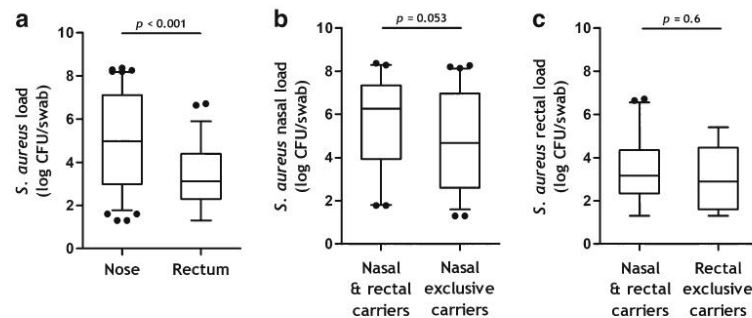 a
p < 0.001
S. aureus load
(log CFU/swab)
10
8
6
4
2
0
Nose
Rectum
b
p = 0.053
S. aureus nasal load
(log CFU/swab)
10
8
6
4
2
0
Nasal
& rectal
carriers
Nasal
exclusive
carriers
c
p = 0.6
S. aureus rectal load
(log CFU/swab)
10
8
6
4
2
0
Nasal
& rectal
carriers
Rectal
exclusive
carriers